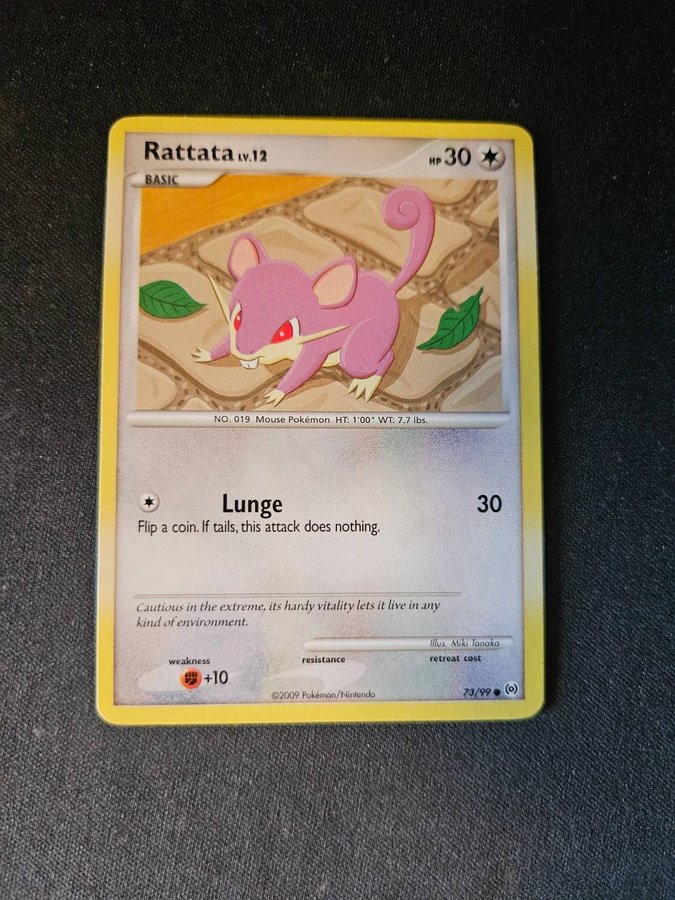 Rattata LV.12 HP 30
BASIC
NO. 019 Mouse Pokémon HT: 1'00" WT: 7.7 lbs.
Lunge 30
Flip a coin. If tails, this attack does nothing.
Cautious in the extreme, its hardy vitality lets it live in any
kind of environment.
Illus. Miki Tanaka
weakness resistance retreat cost
+10
©2009 Pokémon/Nintendo 73/99